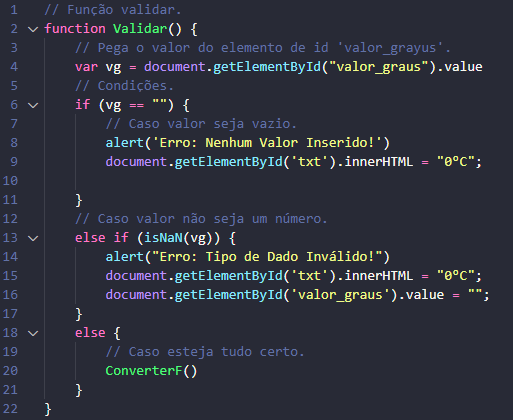 1 // Função validar.
2 function Validar() {
3 // Pega o valor do elemento de id 'valor_grayus'.
4 var vg = document.getElementById("valor_graus").value
5 // Condições.
6 if (vg == "") {
7 // Caso valor seja vazio.
8 alert('Erro: Nenhum Valor Inserido!')
9 document.getElementById('txt').innerHTML = "0ºC";
10
11 }
12 // Caso valor não seja um número.
13 else if (isNaN(vg)) {
14 alert("Erro: Tipo de Dado Inválido!")
15 document.getElementById('txt').innerHTML = "0ºC";
16 document.getElementById('valor_graus').value = "";
17 }
18 else {
19 // Caso esteja tudo certo.
20 ConverterF()
21 }
22 }